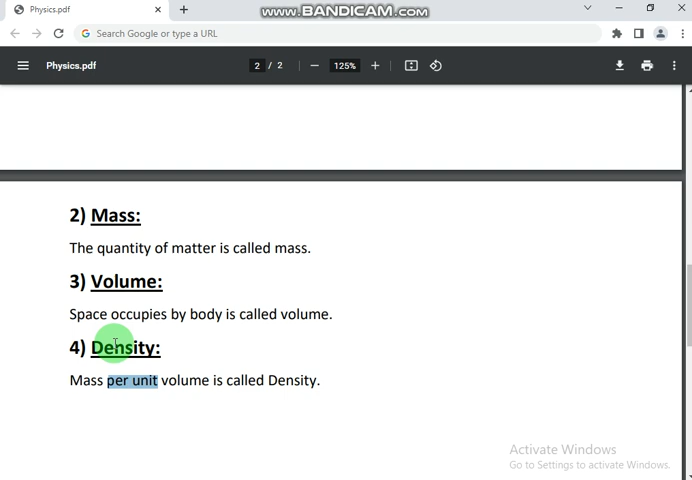 Physics.pdf
www.BANDICAM.com
Search Google or type a URL
Physics.pdf
2 / 2
125%
2) Mass:
The quantity of matter is called mass.
3) Volume:
Space occupies by body is called volume.
4) Density:
Mass per unit volume is called Density.
Activate Windows
Go to Settings to activate Windows.